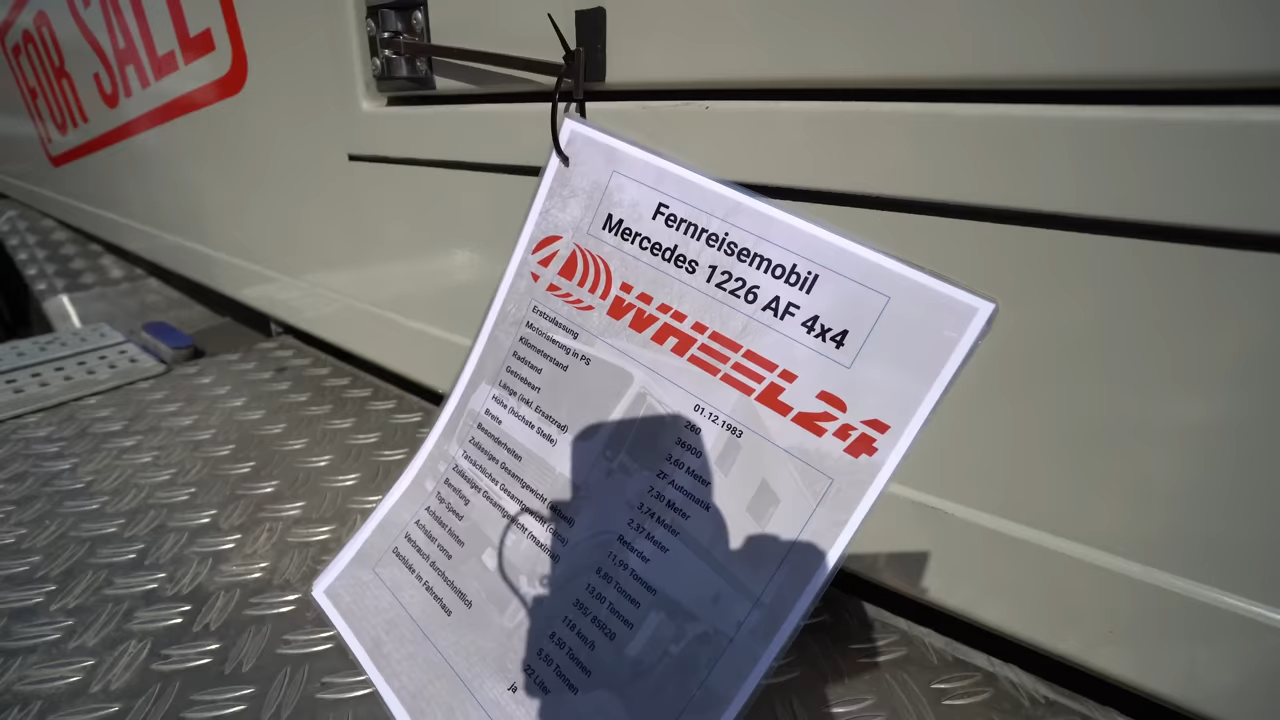 FOR SALE
Fernreisemobil
Mercedes 1226 AF 4x4
4WHEEL24
Erstzulassung 01.12.1983
Motorisierung in PS 260
Kilometerstand 36900
Radstand 3,60 Meter
Getriebeart ZF Automatik
Länge (inkl. Ersatzrad) 7,30 Meter
Höhe (höchste Stelle) 3,74 Meter
Breite 2,37 Meter
Besonderheiten Retarder
Zulässiges Gesamtgewicht (aktuell) 11,99 Tonnen
Tatsächliches Gesamtgewicht (circa) 8,80 Tonnen
Zulässiges Gesamtgewicht (maximal) 13,00 Tonnen
Bereifung 395/ 85R20
Top-Speed 118 km/h
Achslast hinten 8,50 Tonnen
Achslast vorne 5,50 Tonnen
Verbrauch durchschnittlich 22 Liter
Dachluke im Fahrerhaus ja